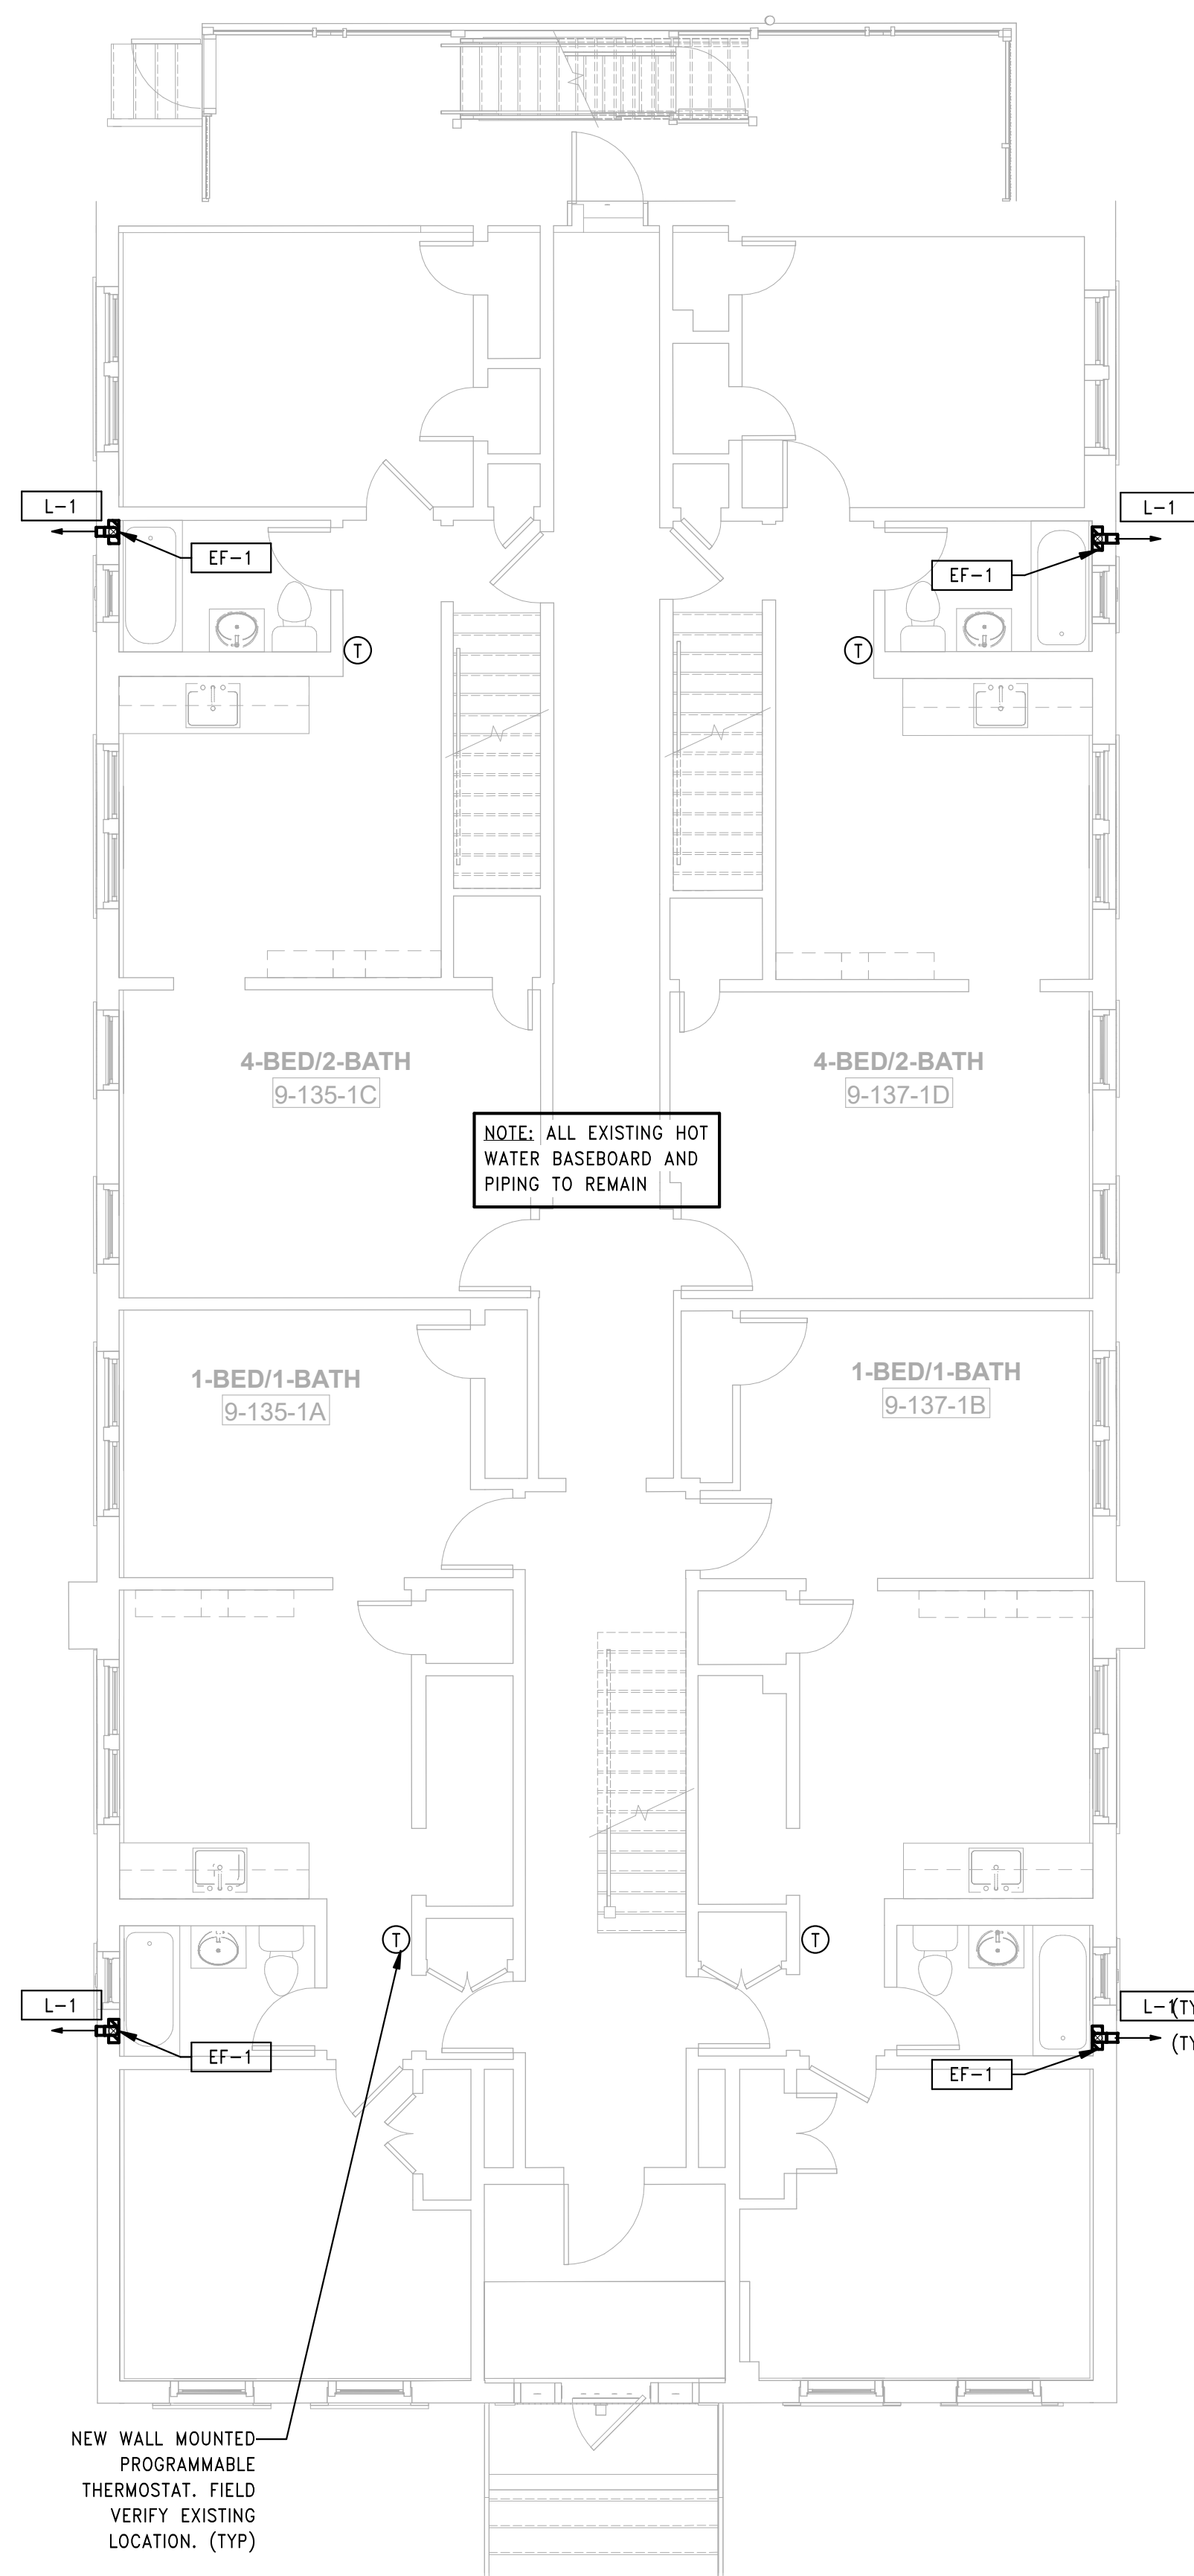 L-1
L-1
EF-1
EF-1
T
T
4-BED/2-BATH
9-135-1C
4-BED/2-BATH
9-137-1D
NOTE: ALL EXISTING HOT
WATER BASEBOARD AND
PIPING TO REMAIN
1-BED/1-BATH
9-135-1A
1-BED/1-BATH
9-137-1B
T
T
L-1
L-1
EF-1
EF-1
NEW WALL MOUNTED
PROGRAMMABLE
THERMOSTAT. FIELD
VERIFY EXISTING
LOCATION. (TYP)